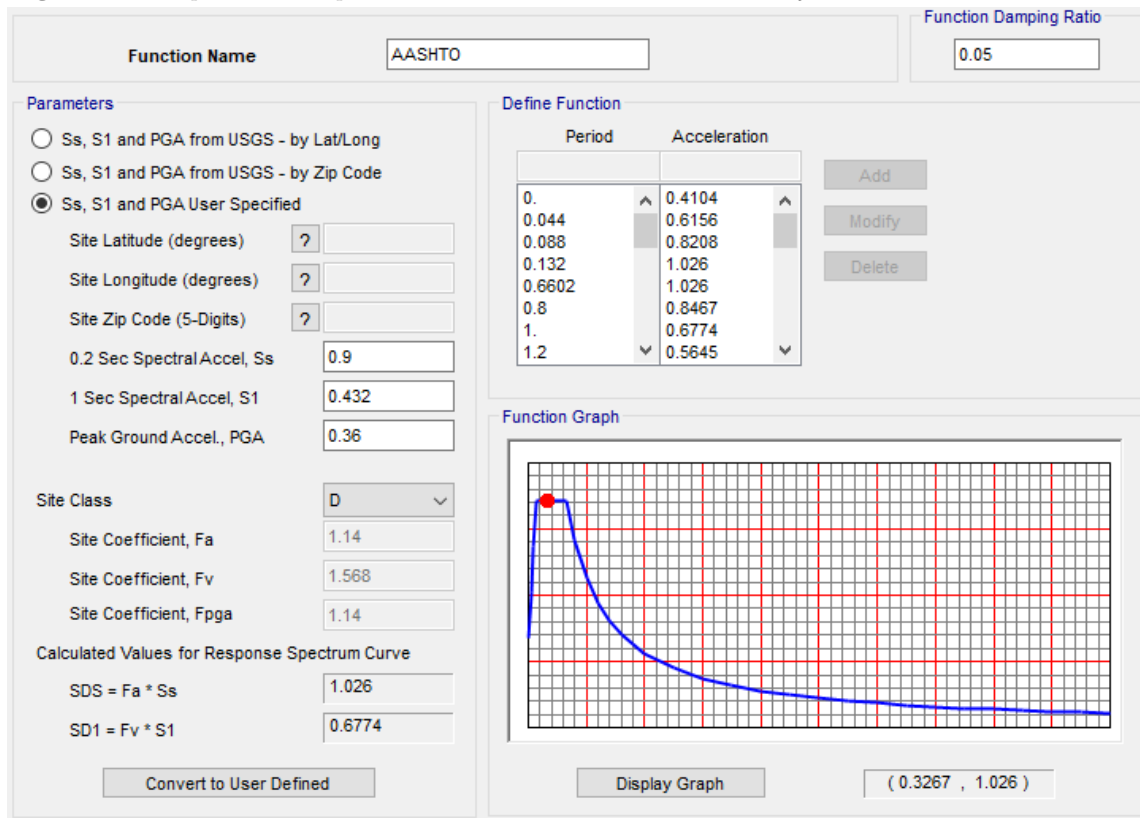 Function Damping Ratio
Function Name AASHTO 0.05
Parameters
Ss, S1 and PGA from USGS - by Lat/Long
Ss, S1 and PGA from USGS - by Zip Code
Ss, S1 and PGA User Specified
Site Latitude (degrees) ?
Site Longitude (degrees) ?
Site Zip Code (5-Digits) ?
0.2 Sec Spectral Accel, Ss 0.9
1 Sec Spectral Accel, S1 0.432
Peak Ground Accel., PGA 0.36
Site Class D
Site Coefficient, Fa 1.14
Site Coefficient, Fv 1.568
Site Coefficient, Fpga 1.14
Calculated Values for Response Spectrum Curve
SDS = Fa * Ss 1.026
SD1 = Fv * S1 0.6774
Convert to User Defined
Define Function
Period Acceleration
0. 0.4104
0.044 0.6156
0.088 0.8208
0.132 1.026
0.6602 1.026
0.8 0.8467
1. 0.6774
1.2 0.5645
Add
Modify
Delete
Function Graph
Display Graph ( 0.3267 , 1.026 )